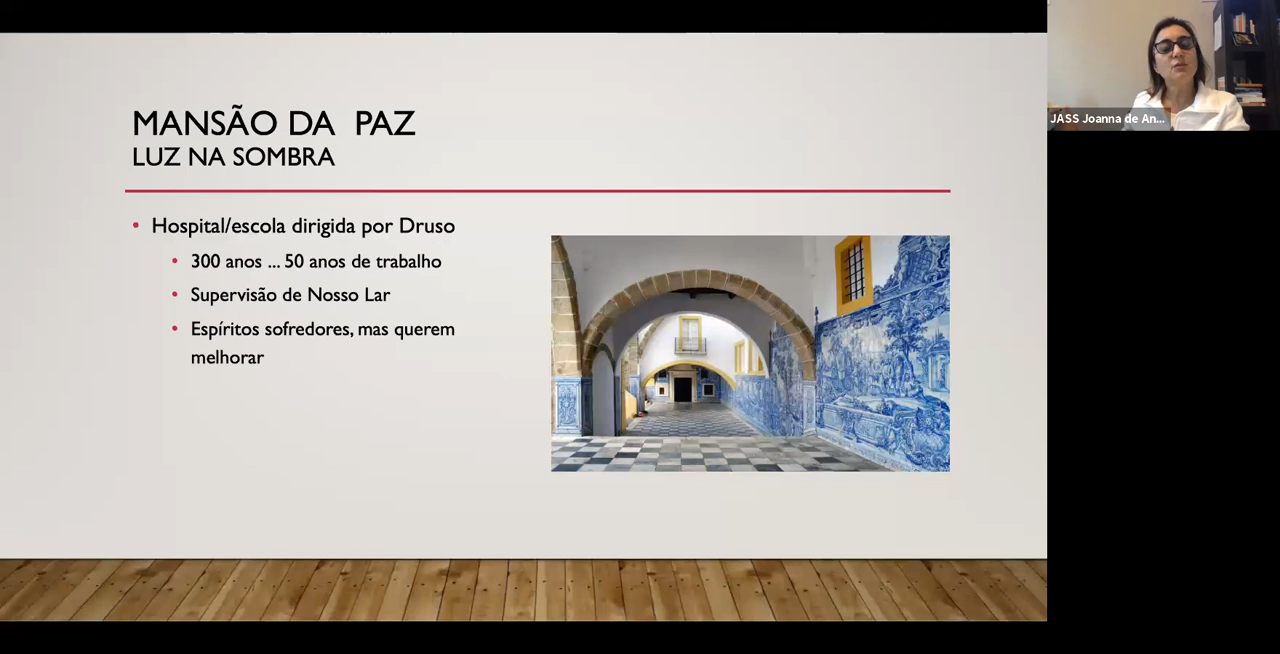 MANSÃO DA PAZ
LUZ NA SOMBRA
• Hospital/escola dirigida por Druso
• 300 anos ... 50 anos de trabalho
• Supervisão de Nosso Lar
• Espíritos sofredores, mas querem
melhorar
JASS Joanna de An...